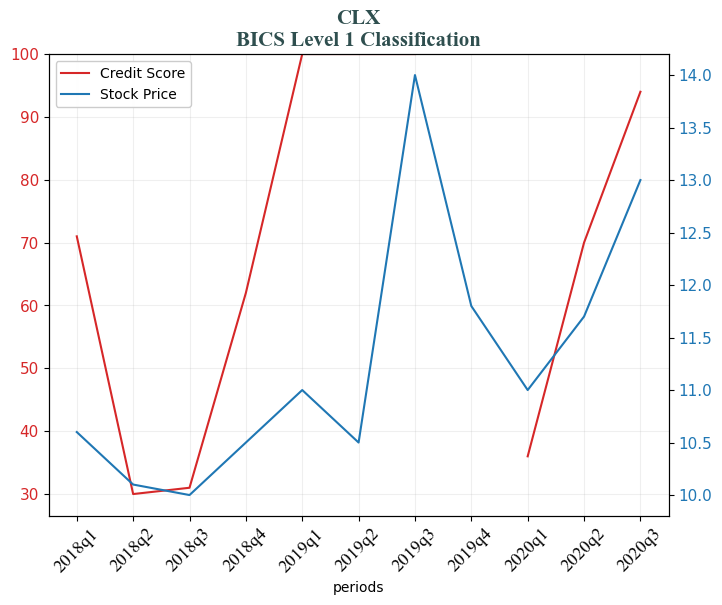 CLX
BICS Level 1 Classification
Credit Score
Stock Price
100
90
80
70
60
50
40
30
14.0
13.5
13.0
12.5
12.0
11.5
11.0
10.5
10.0
2018q1
2018q2
2018q3
2018q4
2019q1
2019q2
2019q3
2019q4
2020q1
2020q2
2020q3
periods